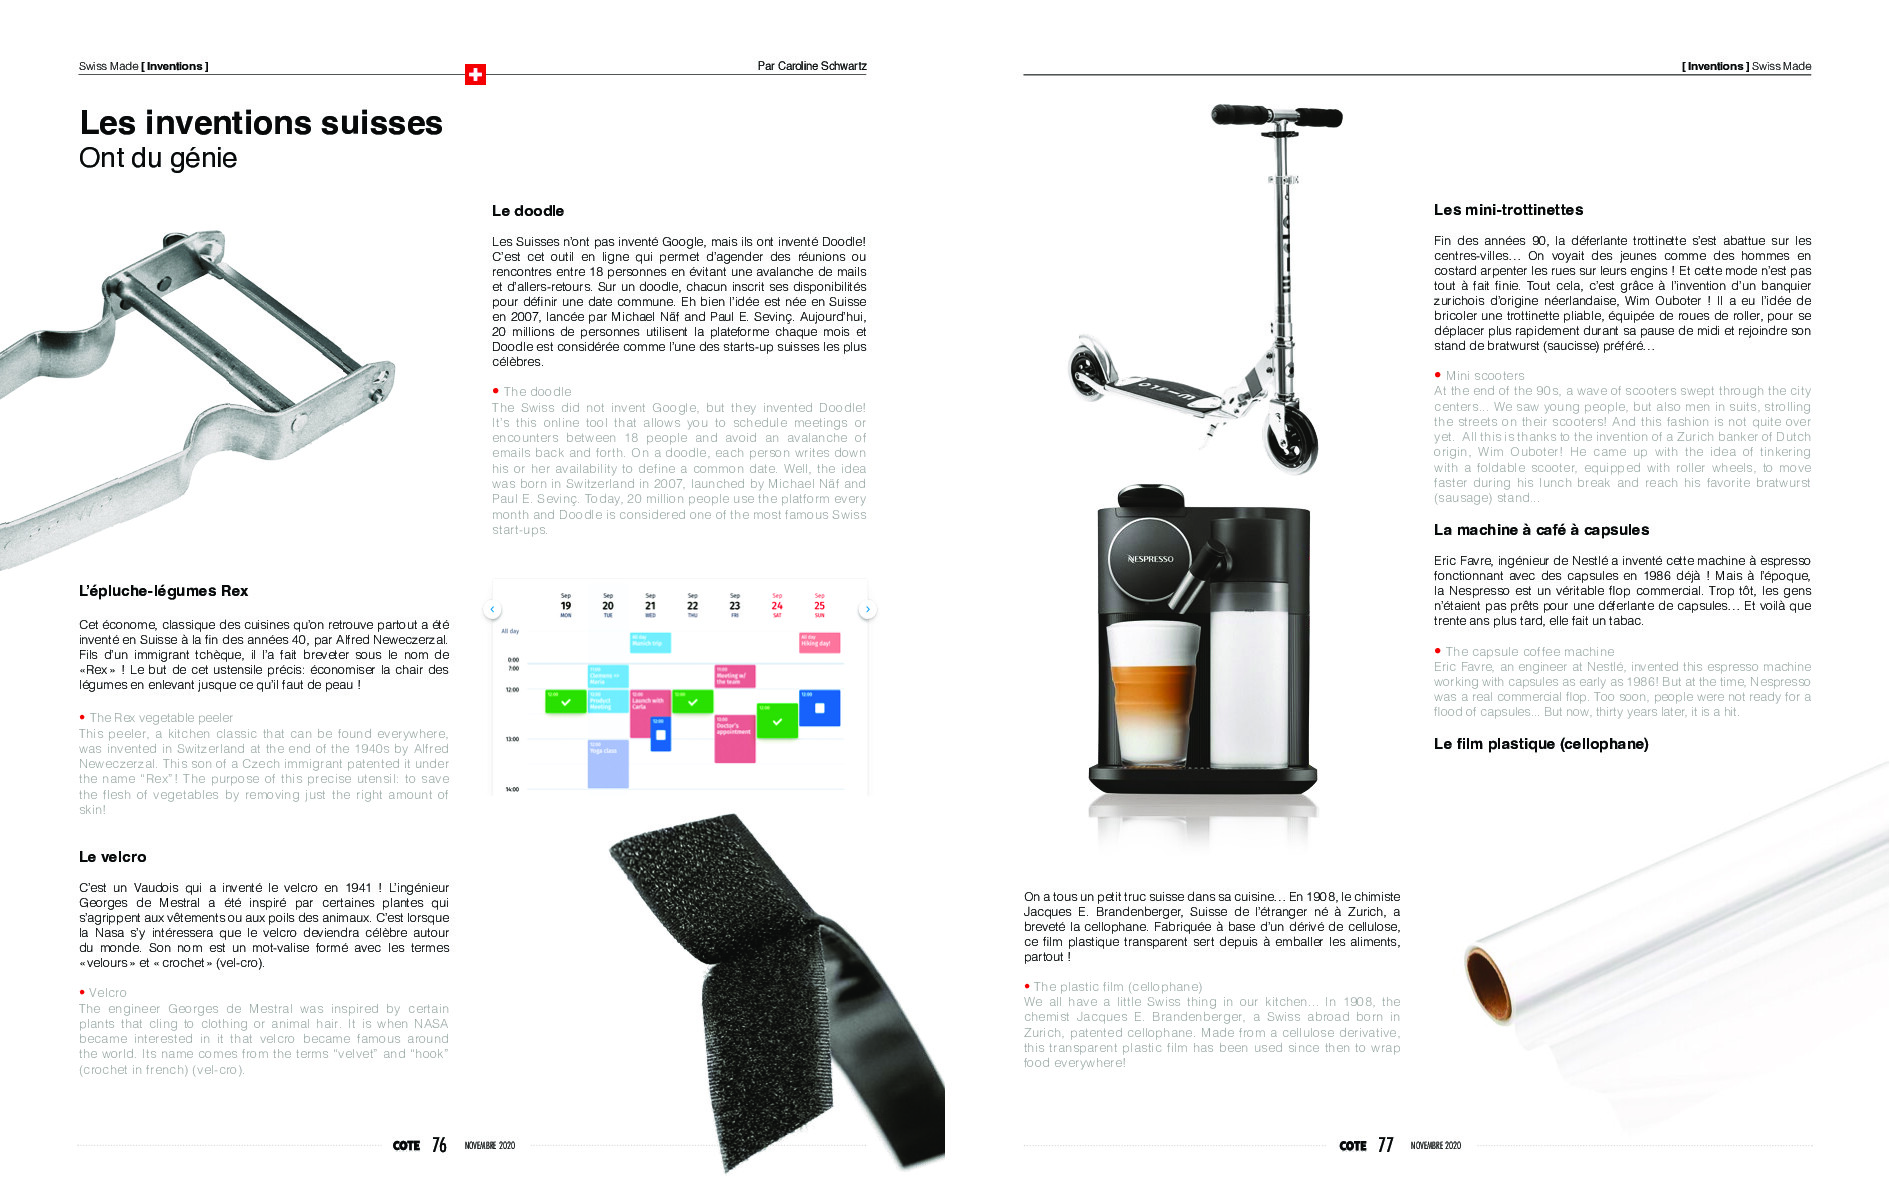 Swiss Made [ Inventions ]
Par Caroline Schwartz
Les inventions suisses
Ont du génie
L'épluche-légumes Rex
Cet économe, classique des cuisines qu'on retrouve partout a été
inventé en Suisse à la fin des années 40, par Alfred Neweczerzal.
Fils d'un immigrant tchèque, il l'a fait breveter sous le nom de
«Rex» ! Le but de cet ustensile précis: économiser la chair des
légumes en enlevant jusque ce qu'il faut de peau !
• The Rex vegetable peeler
This peeler, a kitchen classic that can be found everywhere,
was invented in Switzerland at the end of the 1940s by Alfred
Neweczerzal. This son of a Czech immigrant patented it under
the name “Rex”! The purpose of this precise utensil: to save
the flesh of vegetables by removing just the right amount of
skin!
Le velcro
C'est un Vaudois qui a inventé le velcro en 1941 ! L'ingénieur
Georges de Mestral a été inspiré par certaines plantes qui
s'agrippent aux vêtements ou aux poils des animaux. C'est lorsque
la Nasa s'y intéressera que le velcro deviendra célèbre autour
du monde. Son nom est un mot-valise formé avec les termes
«velours» et «crochet» (vel-cro).
• Velcro
The engineer Georges de Mestral was inspired by certain
plants that cling to clothing or animal hair. It is when NASA
became interested in it that velcro became famous around
the world. Its name comes from the terms “velvet” and “hook”
(crochet in french) (vel-cro).
Le doodle
Les Suisses n'ont pas inventé Google, mais ils ont inventé Doodle!
C'est cet outil en ligne qui permet d'agender des réunions ou
rencontres entre 18 personnes en évitant une avalanche de mails
et d'allers-retours. Sur un doodle, chacun inscrit ses disponibilités
pour définir une date commune. Eh bien l'idée est née en Suisse
en 2007, lancée par Michael Näf and Paul E. Sevinç. Aujourd'hui,
20 millions de personnes utilisent la plateforme chaque mois et
Doodle est considérée comme l'une des starts-up suisses les plus
célèbres.
• The doodle
The Swiss did not invent Google, but they invented Doodle!
It's this online tool that allows you to schedule meetings or
encounters between 18 people and avoid an avalanche of
emails back and forth. On a doodle, each person writes down
his or her availability to define a common date. Well, the idea
was born in Switzerland in 2007, launched by Michael Näf and
Paul E. Sevinç. Today, 20 million people use the platform every
month and Doodle is considered one of the most famous Swiss
start-ups.
Sep Sep Sep Sep Sep Sep Sep
19 20 21 22 23 24 25
MON TUE WED THU FRI SAT SUN
All day
All day
Munich trip
All day
Hiking day!
0:00
7:00
Meeting w/
the team
12:00
Product
Meeting
Launch with
Carla
Doctor's
appointment
13:00
Yoga class
14:00
COTE 76 NOVEMBRE 2020
[ Inventions ] Swiss Made
NESPRESSO
On a tous un petit truc suisse dans sa cuisine… En 1908, le chimiste
Jacques E. Brandenberger, Suisse de l'étranger né à Zurich, a
breveté la cellophane. Fabriquée à base d'un dérivé de cellulose,
ce film plastique transparent sert depuis à emballer les aliments,
partout !
• The plastic film (cellophane)
We all have a little Swiss thing in our kitchen... In 1908, the
chemist Jacques E. Brandenberger, a Swiss abroad born in
Zurich, patented cellophane. Made from a cellulose derivative,
this transparent plastic film has been used since then to wrap
food everywhere!
Les mini-trottinettes
Fin des années 90, la déferlante trottinette s'est abattue sur les
centres-villes… On voyait des jeunes comme des hommes en
costard arpenter les rues sur leurs engins ! Et cette mode n'est pas
tout à fait finie. Tout cela, c'est grâce à l'invention d'un banquier
zurichois d'origine néerlandaise, Wim Ouboter ! Il a eu l'idée de
bricoler une trottinette pliable, équipée de roues de roller, pour se
déplacer plus rapidement durant sa pause de midi et rejoindre son
stand de bratwurst (saucisse) préféré…
• Mini scooters
At the end of the 90s, a wave of scooters swept through the city
centers... We saw young people, but also men in suits, strolling
the streets on their scooters! And this fashion is not quite over
yet. All this is thanks to the invention of a Zurich banker of Dutch
origin, Wim Ouboter! He came up with the idea of tinkering
with a foldable scooter, equipped with roller wheels, to move
faster during his lunch break and reach his favorite bratwurst
(sausage) stand...
La machine à café à capsules
Eric Favre, ingénieur de Nestlé a inventé cette machine à espresso
fonctionnant avec des capsules en 1986 déjà ! Mais à l'époque,
la Nespresso est un véritable flop commercial. Trop tôt, les gens
n'étaient pas prêts pour une déferlante de capsules… Et voilà que
trente ans plus tard, elle fait un tabac.
• The capsule coffee machine
Eric Favre, an engineer at Nestlé, invented this espresso machine
working with capsules as early as 1986! But at the time, Nespresso
was a real commercial flop. Too soon, people were not ready for a
flood of capsules... But now, thirty years later, it is a hit.
Le film plastique (cellophane)
COTE 77 NOVEMBRE 2020